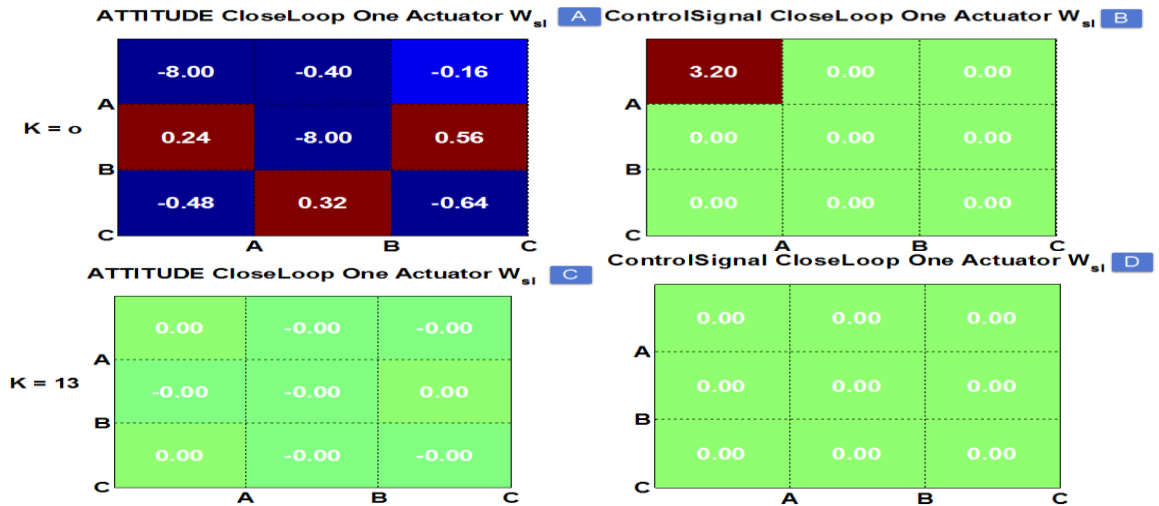 ATTITUDE CloseLoop One Actuator Wsl A
ControlSignal CloseLoop One Actuator Wsl B
-8.00 -0.40 -0.16
3.20 0.00 0.00
A
A
K = o
0.24 -8.00 0.56
0.00 0.00 0.00
B
B
-0.48 0.32 -0.64
0.00 0.00 0.00
C
C
A B C
A B C
ATTITUDE CloseLoop One Actuator Wsl C
ControlSignal CloseLoop One Actuator Wsl D
0.00 -0.00 -0.00
0.00 0.00 0.00
A
A
K = 13
-0.00 -0.00 0.00
0.00 0.00 0.00
B
B
0.00 -0.00 -0.00
0.00 0.00 0.00
C
C
A B C
A B C